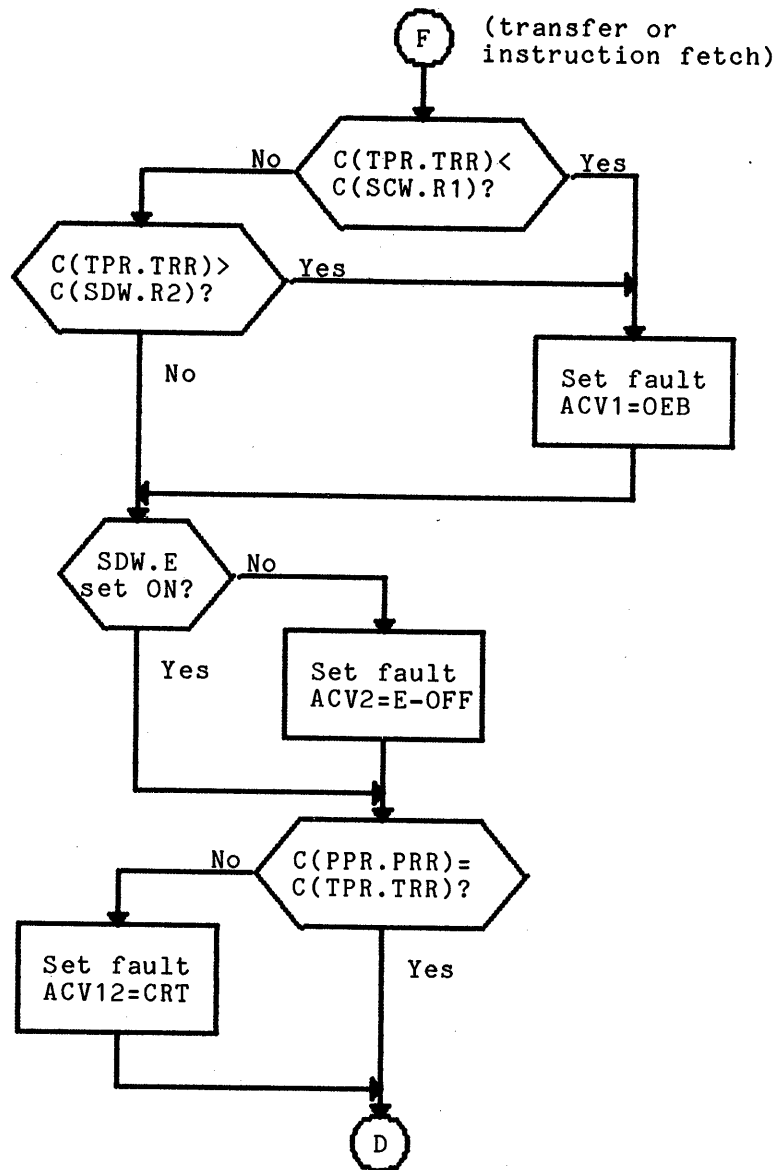 F
(transfer or
instruction fetch)
C(TPR.TRR)<
C(SCW.R1)?
No
Yes
C(TPR.TRR)>
C(SDW.R2)?
Yes
No
Set fault
ACV1=OEB
SDW.E
set ON?
No
Yes
Set fault
ACV2=E-OFF
C(PPR.PRR)=
C(TPR.TRR)?
No
Yes
Set fault
ACV12=CRT
D